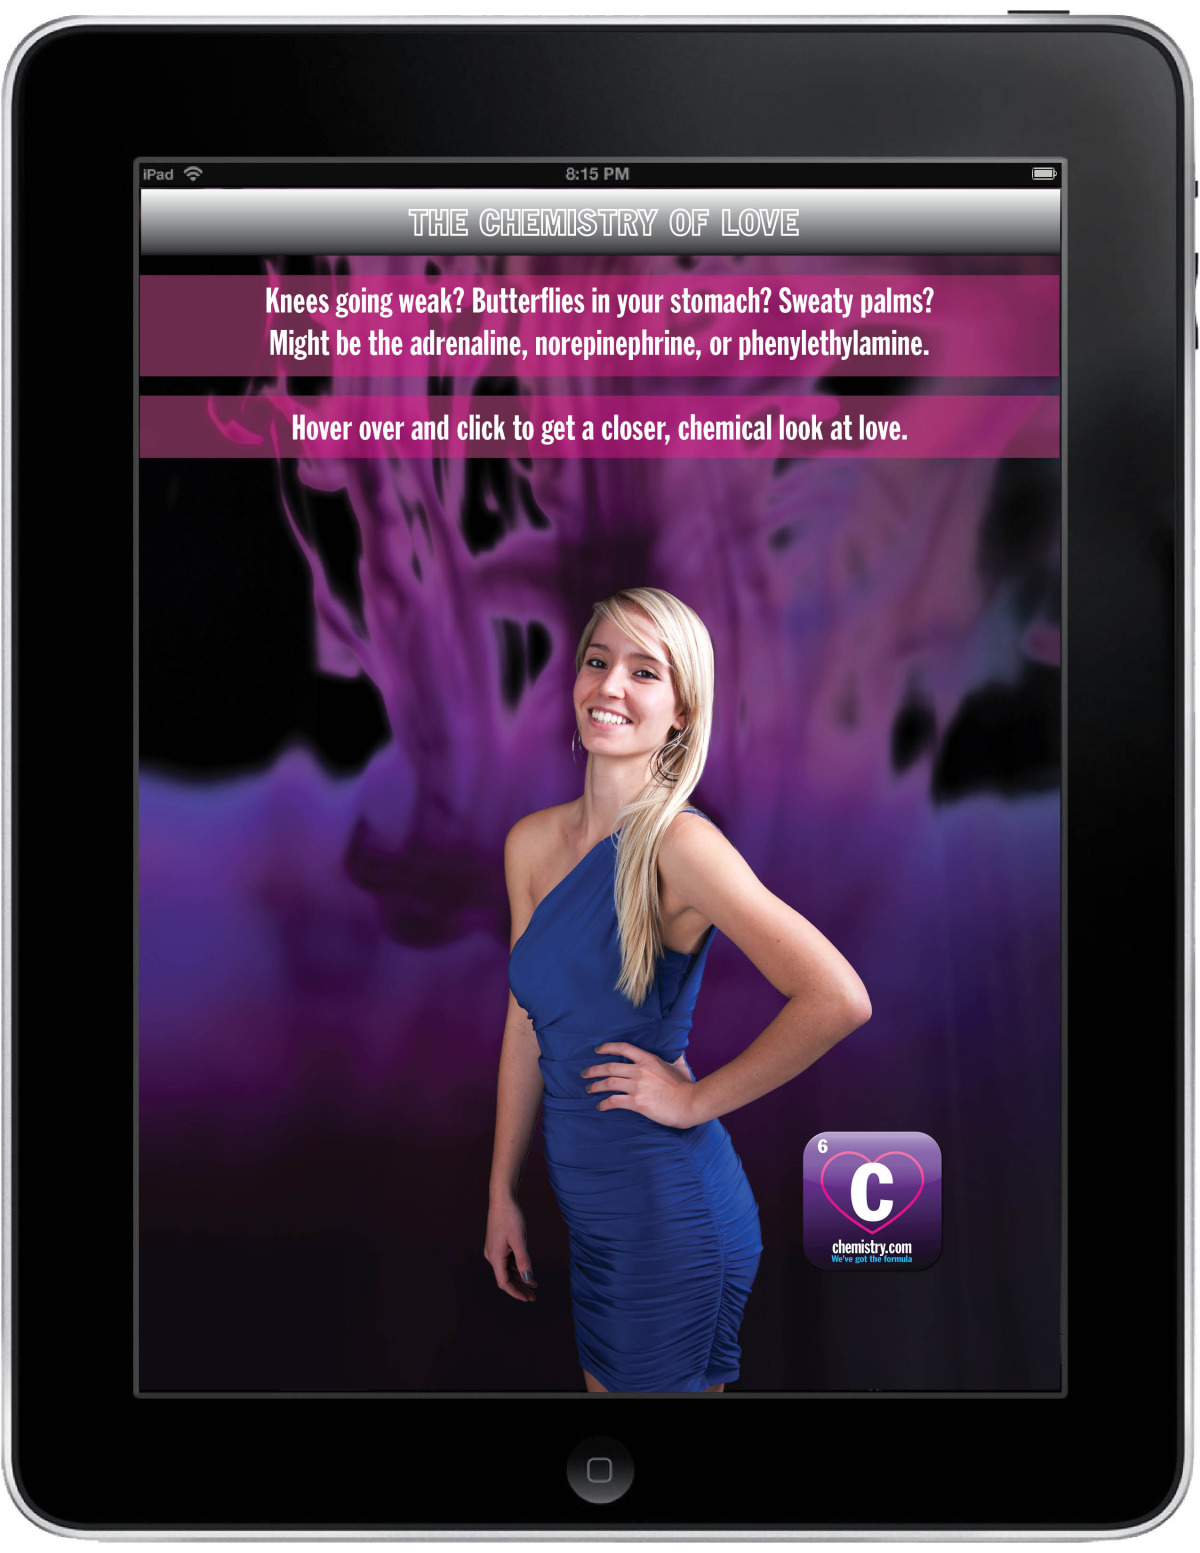 iPad
8:15 PM
THE CHEMISTRY OF LOVE
Knees going weak? Butterflies in your stomach? Sweaty palms?
Might be the adrenaline, norepinephrine, or phenylethylamine.
Hover over and click to get a closer, chemical look at love.
6
C
chemistry.com
We've got the formula